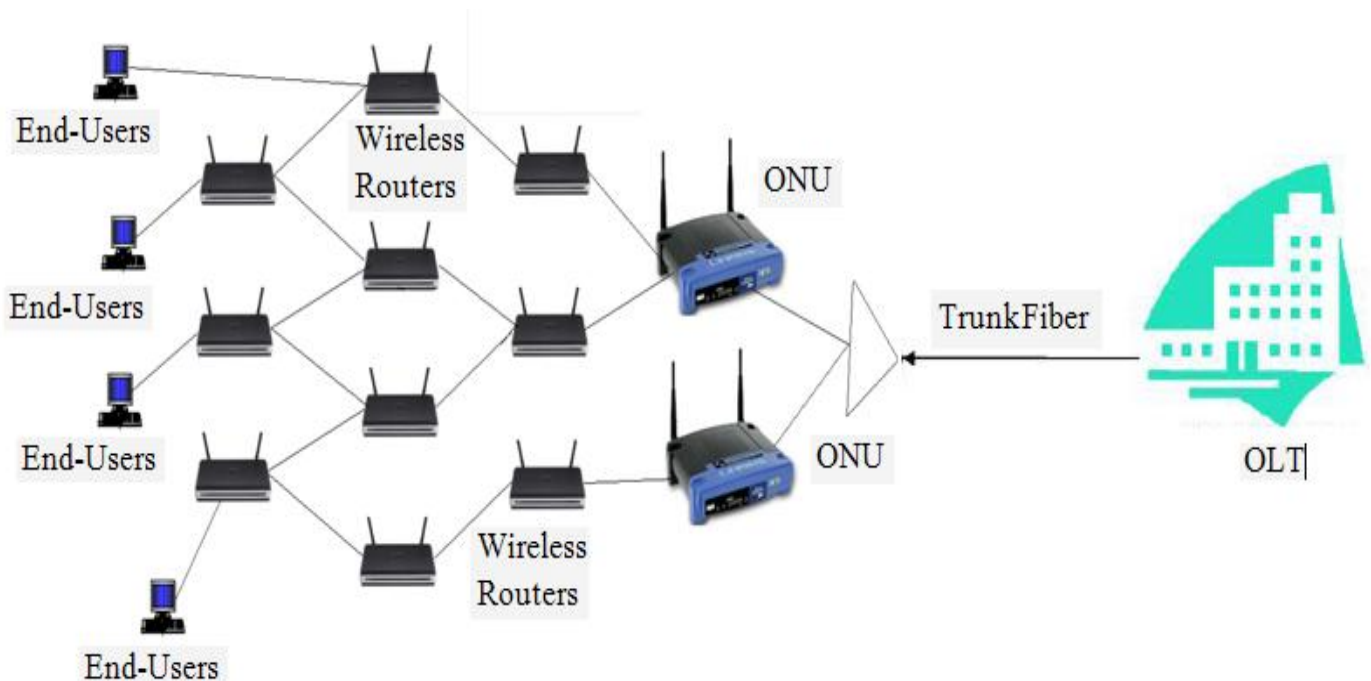 End-Users
Wireless
Routers
ONU
End-Users
TrunkFiber
End-Users
ONU
OLT
Wireless
Routers
End-Users